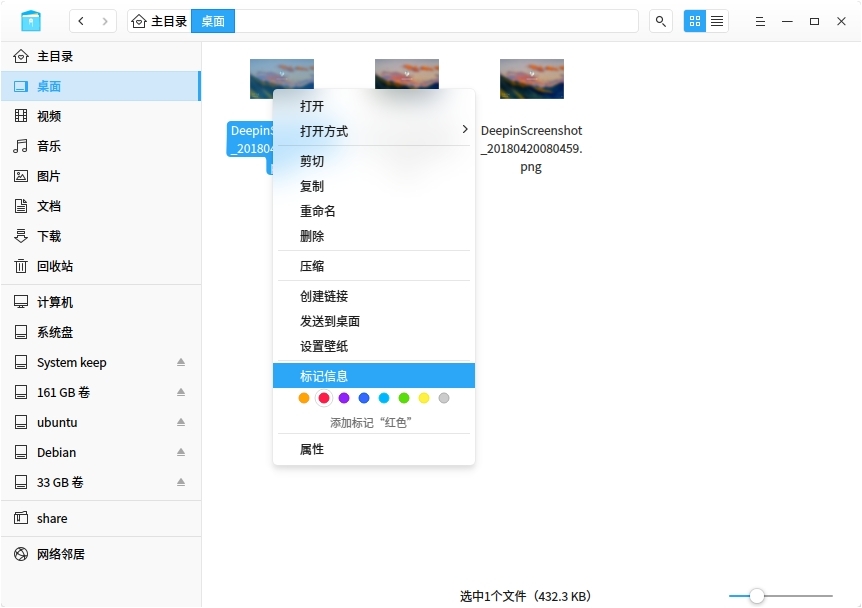 主目录
桌面
主目录
桌面
视频
音乐
图片
文档
下载
回收站
计算机
系统盘
System keep
161 GB 卷
ubuntu
Debian
33 GB 卷
share
网络邻居
DeepinS
_201804
DeepinScreenshot
_20180420080459.
png
打开
打开方式
剪切
复制
重命名
删除
压缩
创建链接
发送到桌面
设置壁纸
标记信息
添加标记“红色”
属性
选中1个文件（432.3 KB）